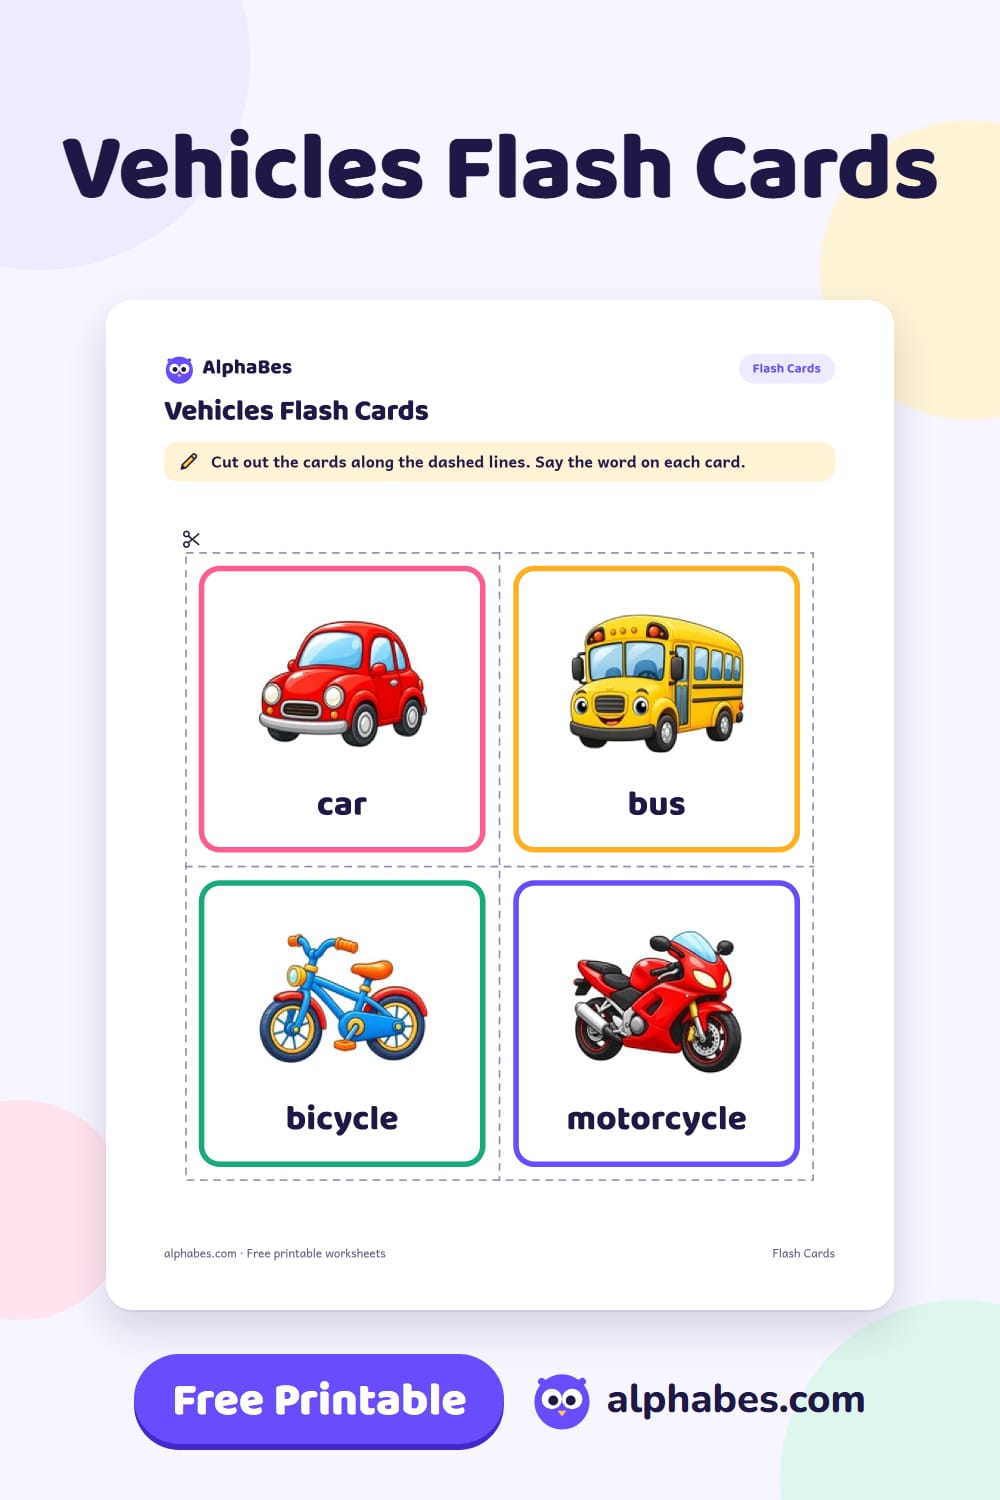 Vehicles Flash Cards
AlphaBes
Flash Cards
Vehicles Flash Cards
Cut out the cards along the dashed lines. Say the word on each card.
car
bus
bicycle
motorcycle
alphabes.com · Free printable worksheets
Flash Cards
Free Printable
alphabes.com